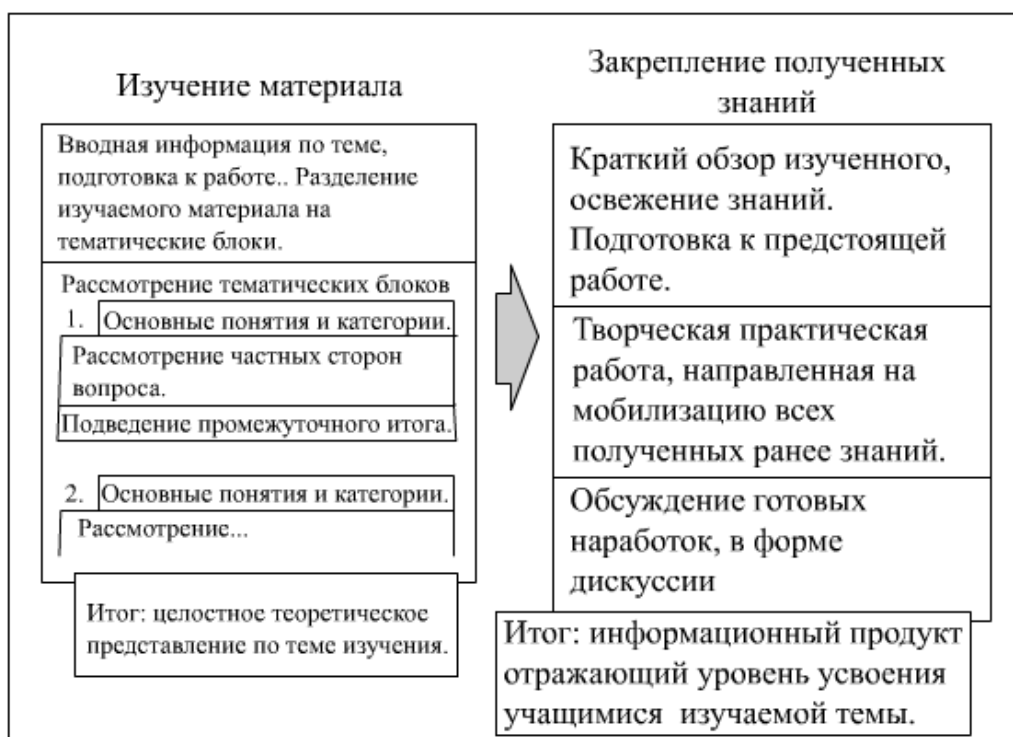 Изучение материала
Вводная информация по теме,
подготовка к работе.. Разделение
изучаемого материала на
тематические блоки.
Рассмотрение тематических блоков
1. Основные понятия и категории.
Рассмотрение частных сторон
вопроса.
Подведение промежуточного итога.
2. Основные понятия и категории.
Рассмотрение...
Итог: целостное теоретическое
представление по теме изучения.
Закрепление полученных
знаний
Краткий обзор изученного,
освежение знаний.
Подготовка к предстоящей
работе.
Творческая практическая
работа, направленная на
мобилизацию всех
полученных ранее знаний.
Обсуждение готовых
наработок, в форме
дискуссии
Итог: информационный продукт
отражающий уровень усвоения
учащимися изучаемой темы.